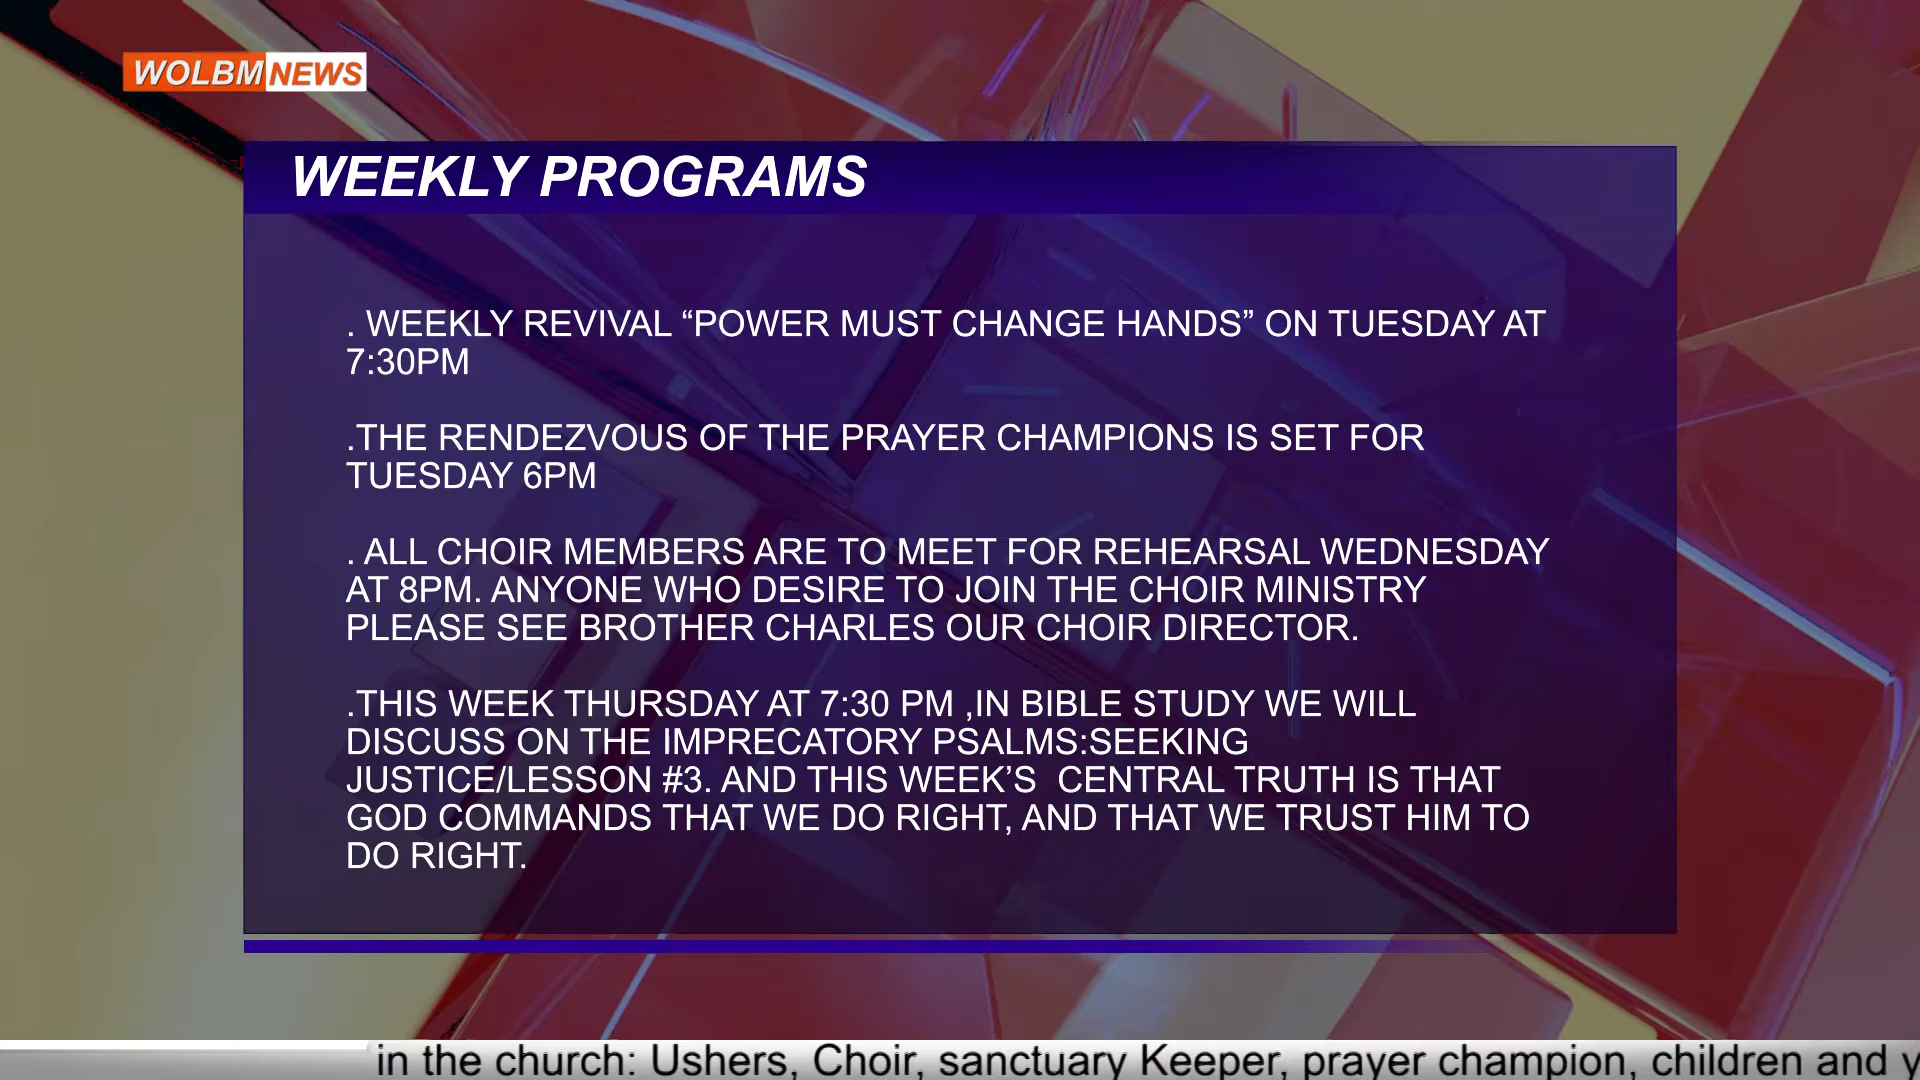 WOLBM NEWS
WEEKLY PROGRAMS
. WEEKLY REVIVAL “POWER MUST CHANGE HANDS” ON TUESDAY AT
7:30PM
.THE RENDEZVOUS OF THE PRAYER CHAMPIONS IS SET FOR
TUESDAY 6PM
. ALL CHOIR MEMBERS ARE TO MEET FOR REHEARSAL WEDNESDAY
AT 8PM. ANYONE WHO DESIRE TO JOIN THE CHOIR MINISTRY
PLEASE SEE BROTHER CHARLES OUR CHOIR DIRECTOR.
.THIS WEEK THURSDAY AT 7:30 PM ,IN BIBLE STUDY WE WILL
DISCUSS ON THE IMPRECATORY PSALMS:SEEKING
JUSTICE/LESSON #3. AND THIS WEEK’S  CENTRAL TRUTH IS THAT
GOD COMMANDS THAT WE DO RIGHT, AND THAT WE TRUST HIM TO
DO RIGHT.
in the church: Ushers, Choir, sanctuary Keeper, prayer champion, children and